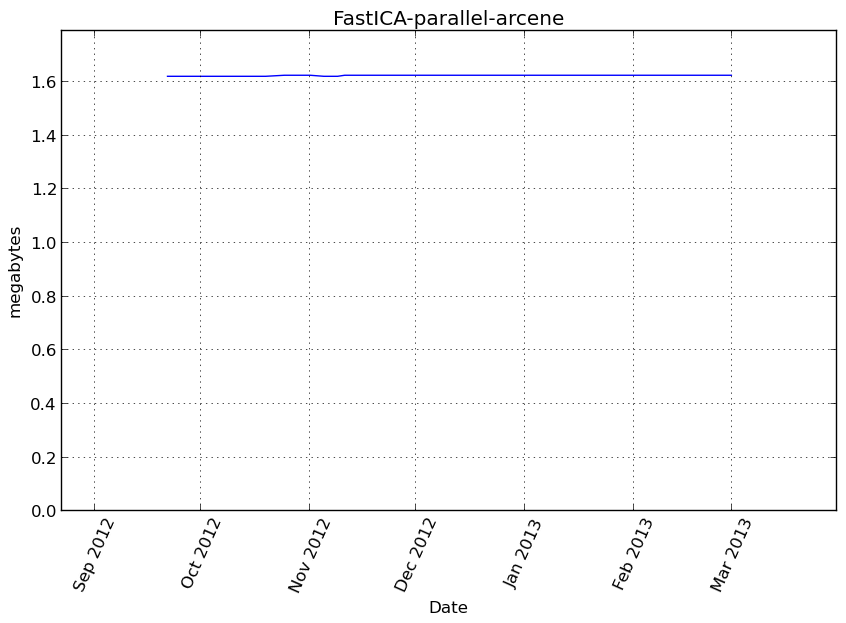 FastICA-parallel-arcene
1.6
1.4
1.2
1.0
0.8
0.6
0.4
0.2
0.0
megabytes
Sep 2012
Oct 2012
Nov 2012
Dec 2012
Jan 2013
Feb 2013
Mar 2013
Date